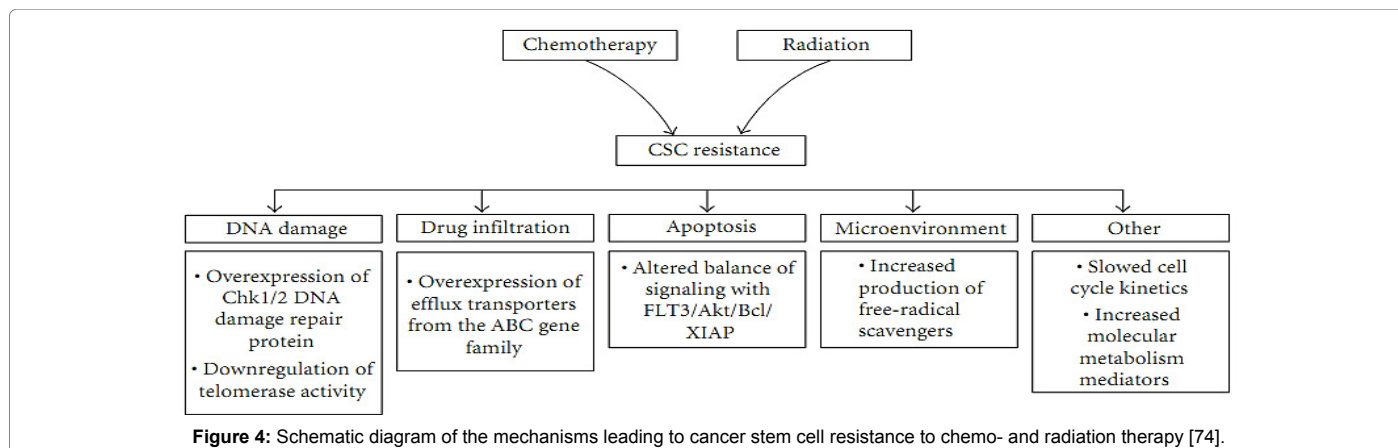 Chemotherapy
Radiation
CSC resistance
DNA damage
• Overexpression of
Chk1/2 DNA
damage repair
protein
• Downregulation of
telomerase activity
Drug infiltration
• Overexpression of
efflux transporters
from the ABC gene
family
Apoptosis
• Altered balance of
signaling with
FLT3/Akt/Bcl/
XIAP
Microenvironment
• Increased
production of
free-radical
scavengers
Other
• Slowed cell
cycle kinetics
• Increased
molecular
metabolism
mediators
Figure 4: Schematic diagram of the mechanisms leading to cancer stem cell resistance to chemo- and radiation therapy [74].